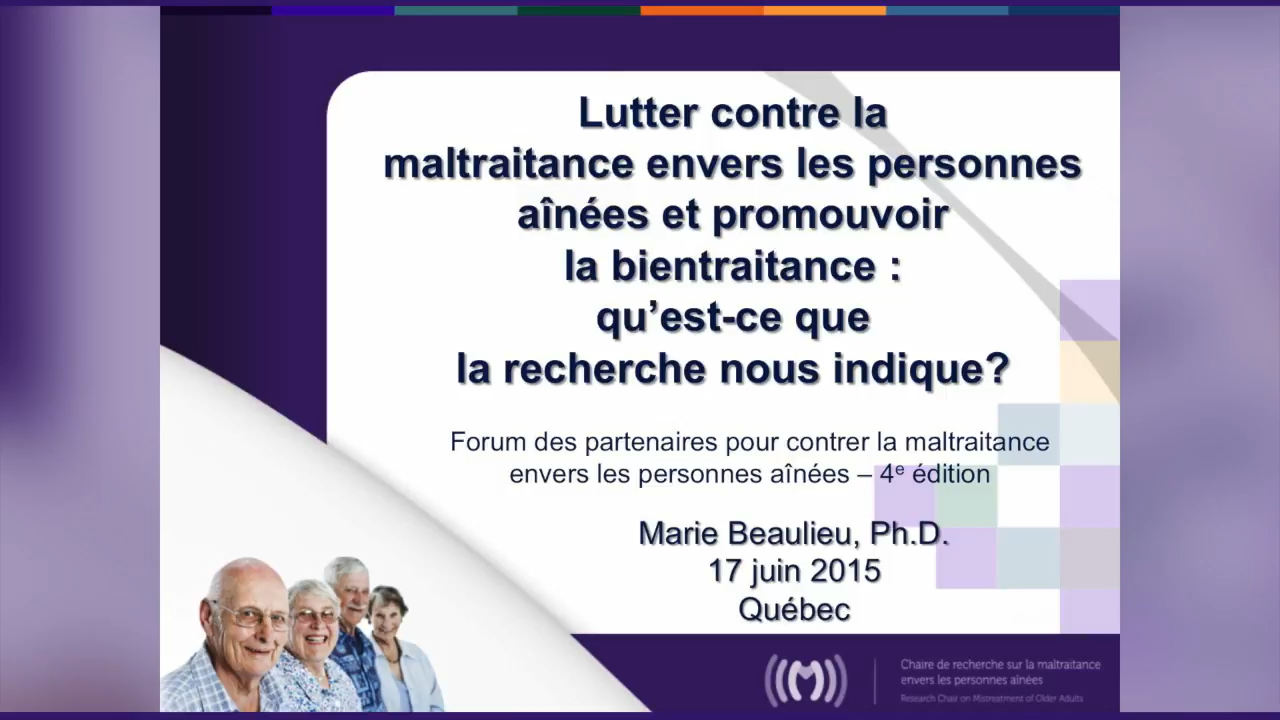 Lutter contre la
maltraitance envers les personnes
aînées et promouvoir
la bientraitance :
qu’est-ce que
la recherche nous indique?
Forum des partenaires pour contrer la maltraitance
envers les personnes aînées – 4e édition
Marie Beaulieu, Ph.D.
17 juin 2015
Québec
Chaire de recherche sur la maltraitance
envers les personnes aînées
Research Chair on Mistreatment of Older Adults